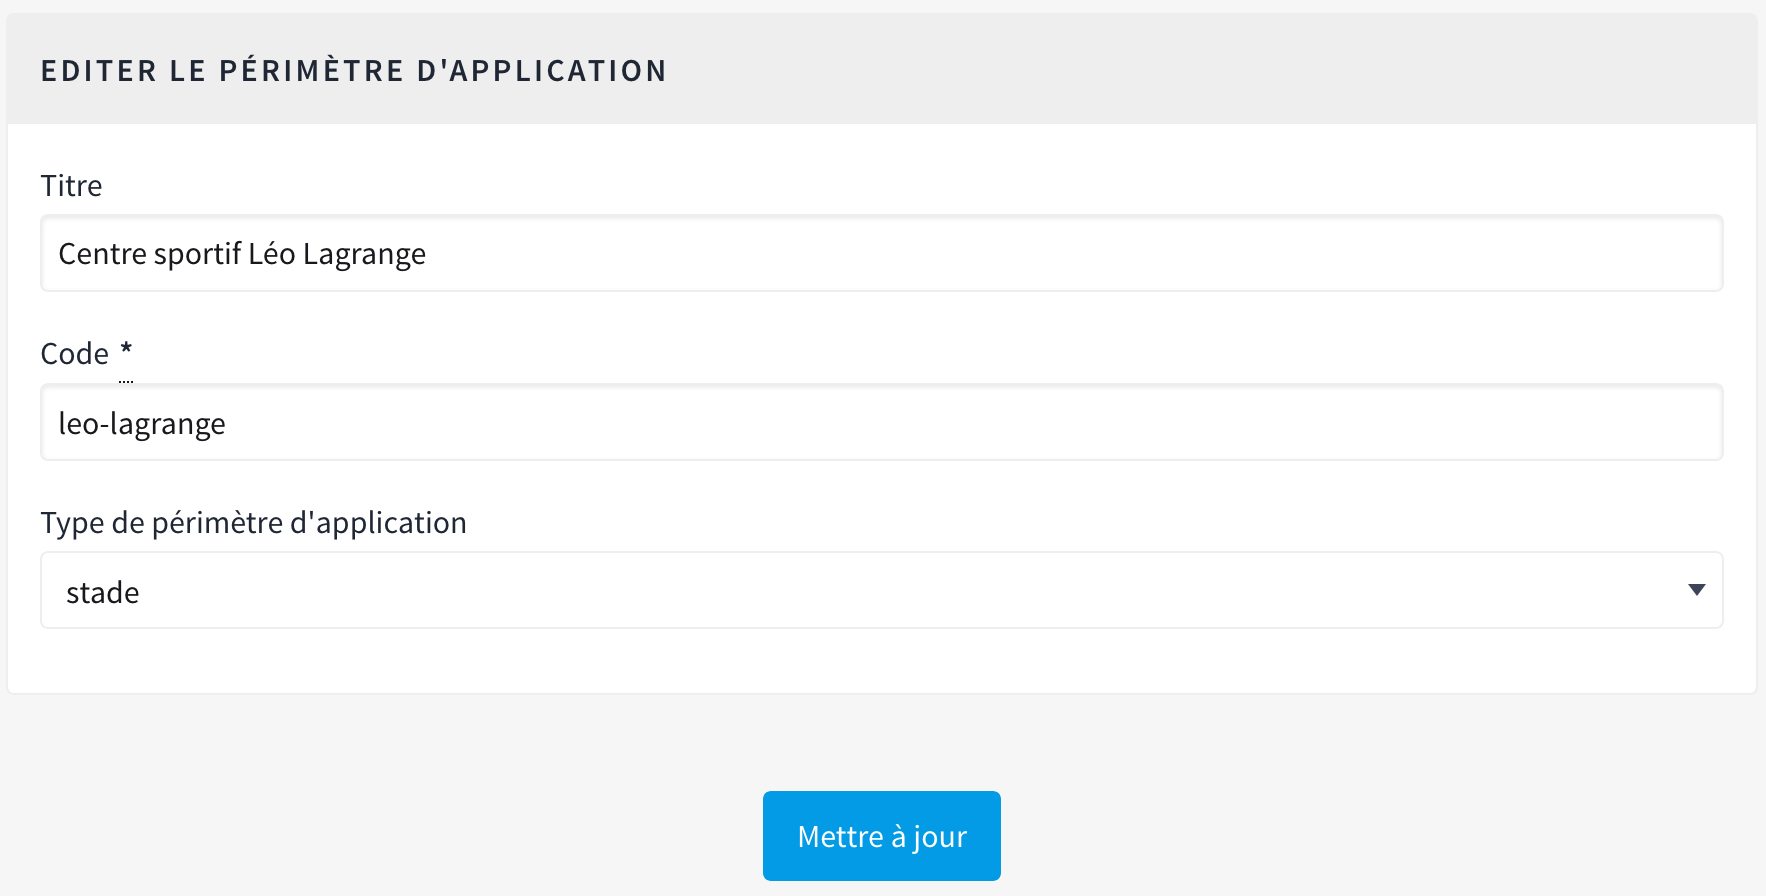 EDITER LE PÉRIMÈTRE D'APPLICATION
Titre
Centre sportif Léo Lagrange
Code *
leo-lagrange
Type de périmètre d'application
stade
Mettre à jour